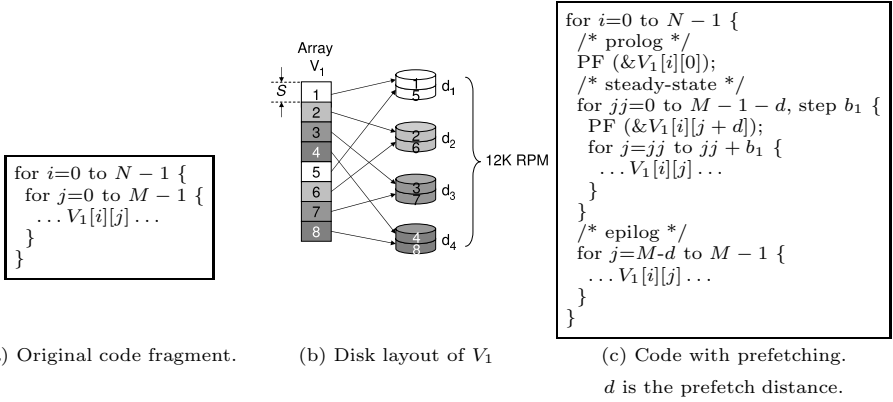 for i=0 to N − 1 {
for j=0 to M − 1 {
. . . V1[i][j] . . .
}
}
) Original code fragment.
Array
V1
S
1
2
3
4
5
6
7
8
1
5
d1
2
6
d2
3
7
d3
4
8
d4
12K RPM
(b) Disk layout of V1
for i=0 to N − 1 {
/* prolog */
PF (&V1[i][0]);
/* steady-state */
for jj=0 to M − 1 − d, step b1 {
PF (&V1[i][j + d]);
for j=jj to jj + b1 {
. . . V1[i][j] . . .
}
}
/* epilog */
for j=M-d to M − 1 {
. . . V1[i][j] . . .
}
}
(c) Code with prefetching.
d is the prefetch distance.